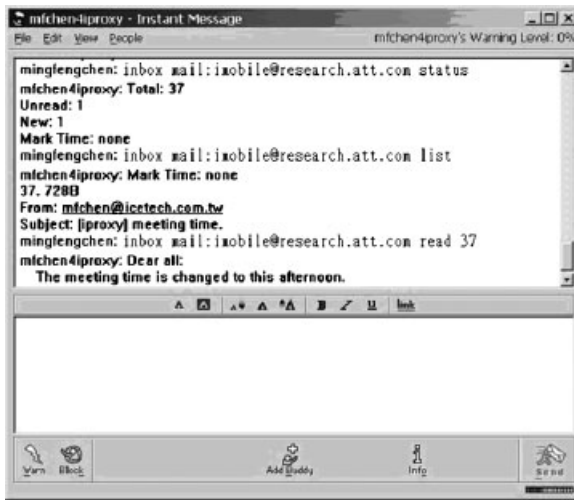 mfchen4iproxy - Instant Message
File Edit View People mfchen4iproxy's Warning Level: 0%
mingfengchen: inbox mail:imobile@research.att.com status
mfchen4iproxy: Total: 37
Unread: 1
New: 1
Mark Time: none
mingfengchen: inbox mail:imobile@research.att.com list
mfchen4iproxy: Mark Time: none
37. 728B
From: mfchen@icetech.com.tw
Subject: [iproxy] meeting time.
mingfengchen: inbox mail:imobile@research.att.com read 37
mfchen4iproxy: Dear all:
The meeting time is changed to this afternoon.
A A A A A B I U link
Warn Block Add Buddy Info Send